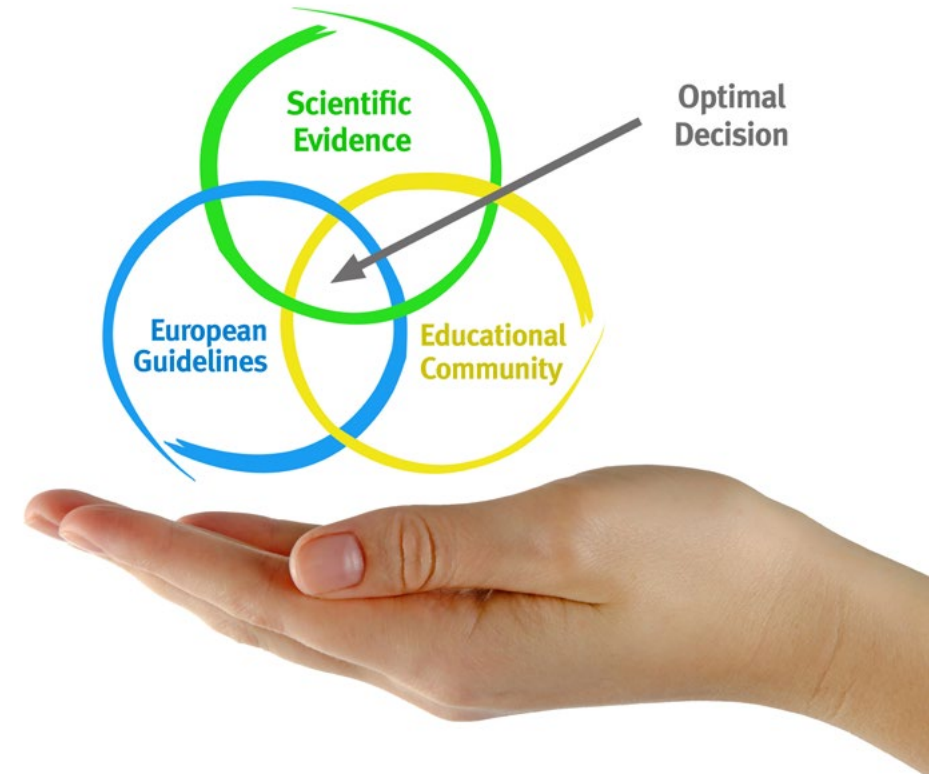 Scientific
Evidence
Optimal
Decision
European
Guidelines
Educational
Community